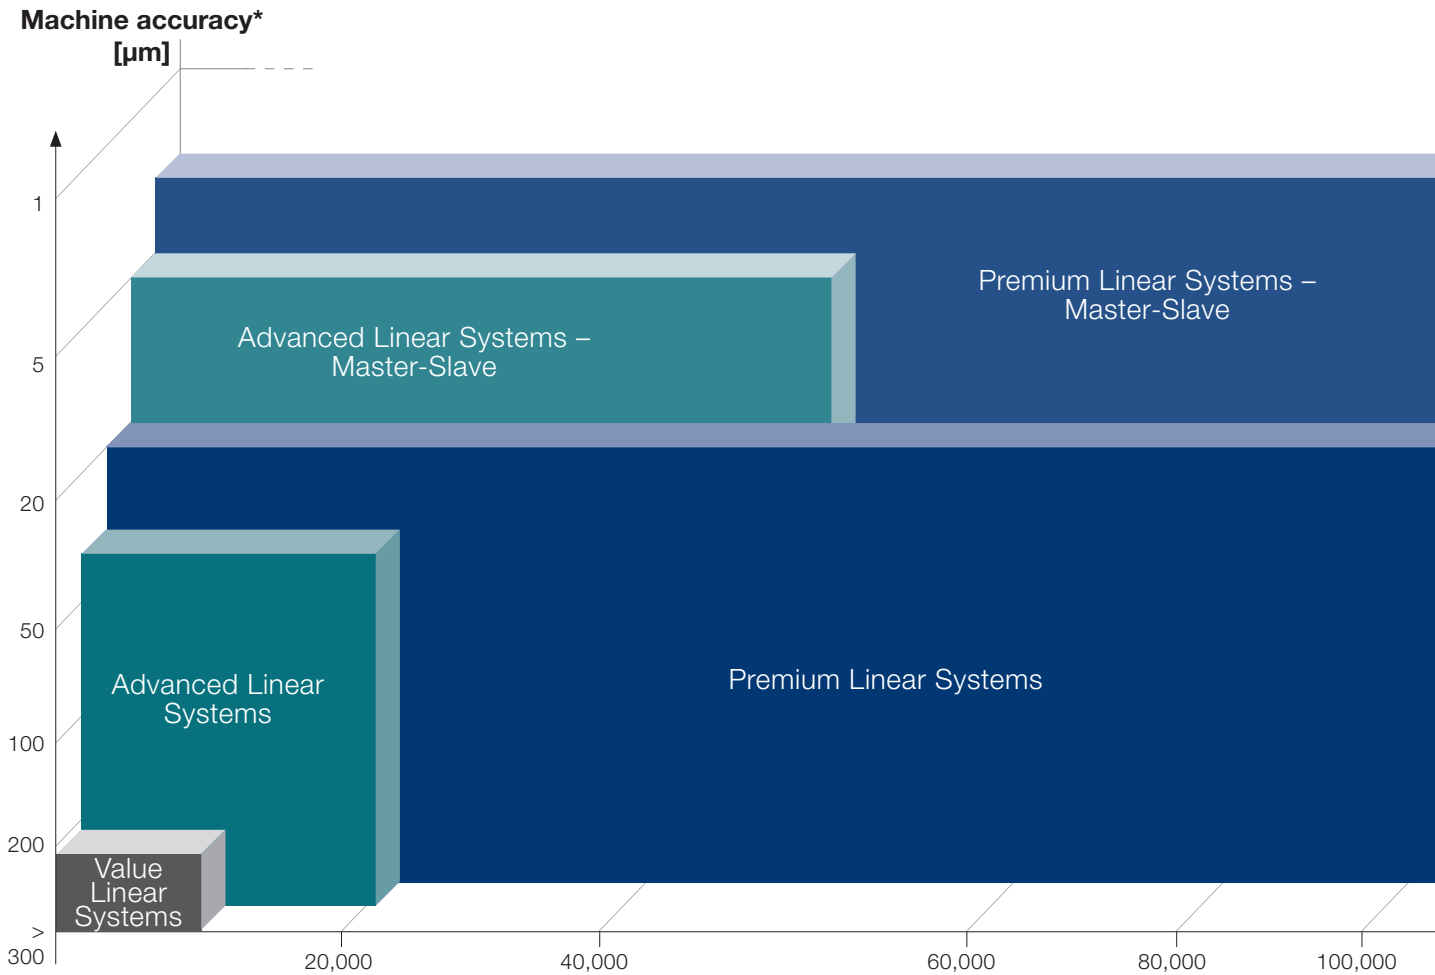 Machine accuracy*
[µm]
1
5
20
50
100
200
>
300
Premium Linear Systems –
Master-Slave
Advanced Linear Systems –
Master-Slave
Premium Linear Systems
Advanced Linear
Systems
Value
Linear
Systems
20,000
40,000
60,000
80,000
100,000